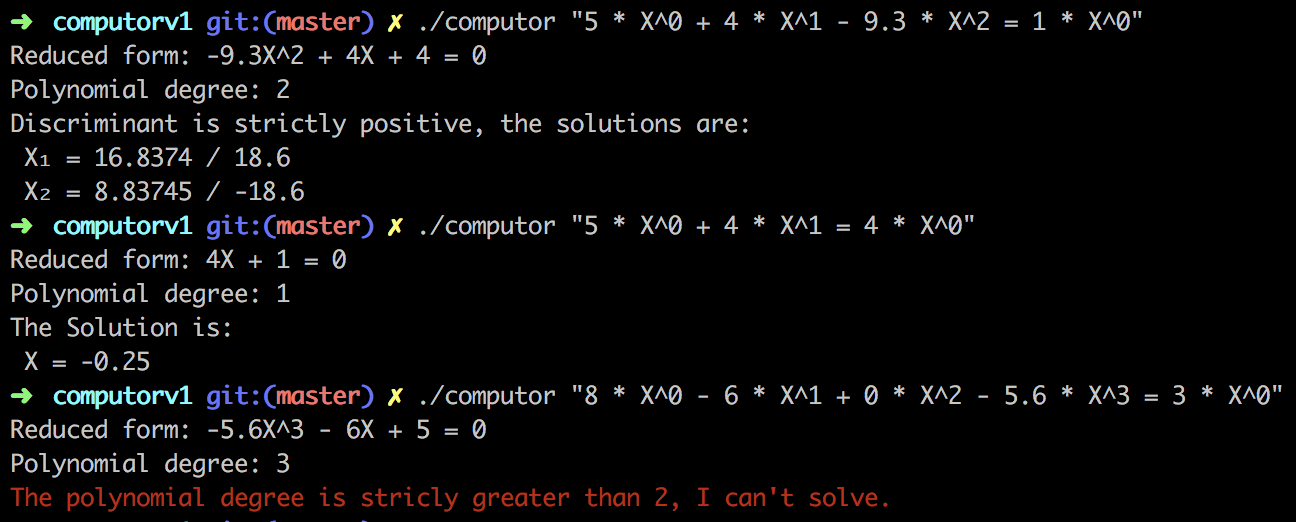 ➜ computorv1 git:(master) ✗ ./computor "5 * X^0 + 4 * X^1 - 9.3 * X^2 = 1 * X^0"
Reduced form: -9.3X^2 + 4X + 4 = 0
Polynomial degree: 2
Discriminant is strictly positive, the solutions are:
X₁ = 16.8374 / 18.6
X₂ = 8.83745 / -18.6
➜ computorv1 git:(master) ✗ ./computor "5 * X^0 + 4 * X^1 = 4 * X^0"
Reduced form: 4X + 1 = 0
Polynomial degree: 1
The Solution is:
X = -0.25
➜ computorv1 git:(master) ✗ ./computor "8 * X^0 - 6 * X^1 + 0 * X^2 - 5.6 * X^3 = 3 * X^0"
Reduced form: -5.6X^3 - 6X + 5 = 0
Polynomial degree: 3
The polynomial degree is stricly greater than 2, I can't solve.